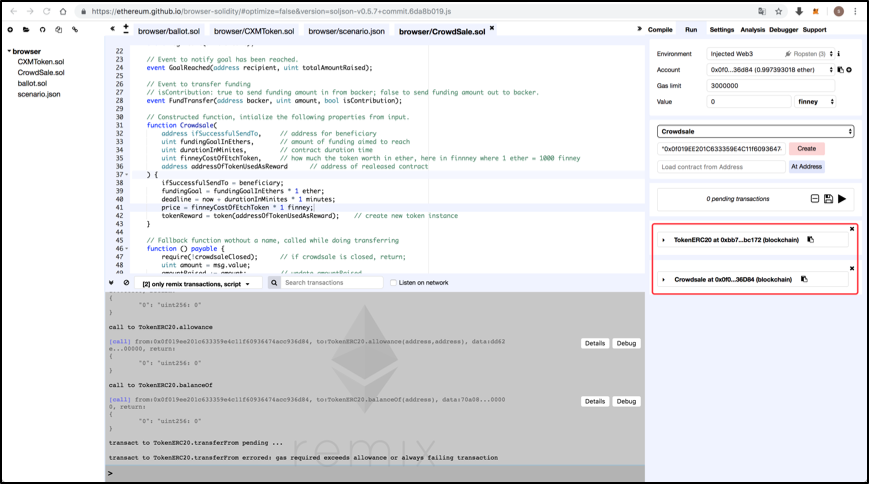 https://ethereum.github.io/browser-solidity/#optimize=false&version=soljson-v0.5.7+commit.6da8b019.js
browser
CXMToken.sol
CrowdSale.sol
ballot.sol
scenario.json
browser/ballot.sol
browser/CXMToken.sol
browser/scenario.json
browser/CrowdSale.sol
22
23 // Event to notify goal has been reached.
24 event GoalReached(address recipient, uint totalAmountRaised);
25
26 // Event to transfer funding
27 // isContribution: true to send funding amount in from backer; false to send funding amount out to backer.
28 event FundTransfer(address backer, uint amount, bool isContribution);
29
30 // Constructed function, intialize the following properties from input.
31 function Crowdsale(
32 address ifSuccessfulSendTo, // address for beneficiary
33 uint fundingGoalInEthers, // amount of funding aimed to reach
34 uint durationInMinites, // contract duration time
35 uint finneyCostOfEtchToken, // how much the token worth in ether, here in finnney where 1 ether = 1000 finney
36 address addressOfTokenUsedAsReward // address of realeased contract
37 ) {
38 ifSuccessfulSendTo = beneficiary;
39 fundingGoal = fundingGoalInEthers * 1 ether;
40 deadline = now + durationInMinites * 1 minutes;
41 price = finneyCostOfEtchToken * 1 finney;
42 tokenReward = token(addressOfTokenUsedAsReward); // create new token instance
43 }
44
45 // Fallback function wothout a name, called while doing transferring
46 function () payable {
47 require(!crowdsaleClosed); // if crowdsale is closed, return;
48 uint amount = msg.value;
49 amountRaised += amount; // update amountRaised
[2] only remix transactions, script
Search transactions
Listen on network
{
"0": "uint256: 0"
}
call to TokenERC20.allowance
[call] from:0x0f019ee201c633359e4c11f60936474acc936d84, to:TokenERC20.allowance(address,address), data:dd62
e...00000, return:
{
"0": "uint256: 0"
}
Details
Debug
call to TokenERC20.balanceOf
[call] from:0x0f019ee201c633359e4c11f60936474acc936d84, to:TokenERC20.balanceOf(address), data:70a08...0000
0, return:
{
"0": "uint256: 0"
}
Details
Debug
transact to TokenERC20.transferFrom pending ...
transact to TokenERC20.transferFrom errored: gas required exceeds allowance or always failing transaction
remix
>
Compile
Run
Settings
Analysis
Debugger
Support
Environment
Injected Web3
Ropsten (3)
Account
0x0f0...36d84 (0.997393018 ether)
Gas limit
3000000
Value
0
finney
Crowdsale
"0x0f019EE201C633359E4C11f60936474
Create
Load contract from Address
At Address
0 pending transactions
TokenERC20 at 0xbb7...bc172 (blockchain)
Crowdsale at 0x0f0...36D84 (blockchain)